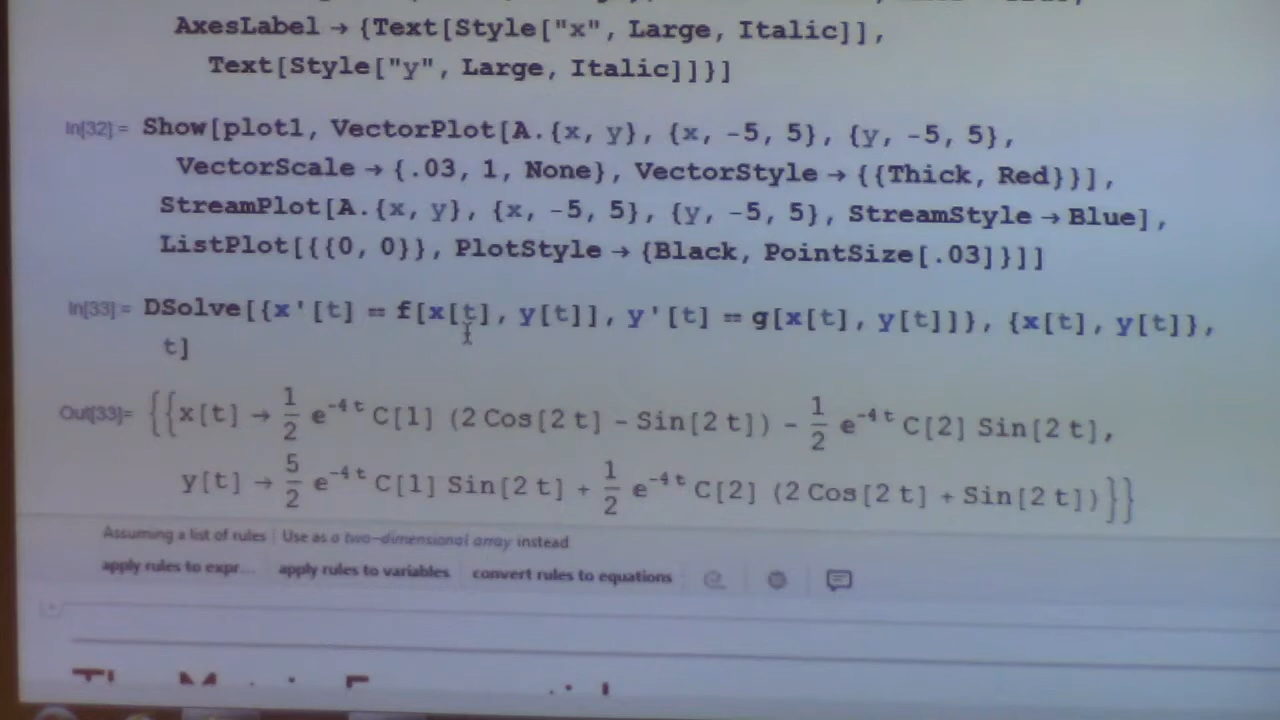 AxesLabel → {Text[Style["x", Large, Italic]],
Text[Style["y", Large, Italic]]}]
In[32]:= Show[plot1, VectorPlot[A.{x, y}, {x, -5, 5}, {y, -5, 5},
VectorScale → {.03, 1, None}, VectorStyle → {{Thick, Red}}],
StreamPlot[A.{x, y}, {x, -5, 5}, {y, -5, 5}, StreamStyle → Blue],
ListPlot[{{0, 0}}, PlotStyle → {Black, PointSize[.03]}]]
In[33]:= DSolve[{x'[t] == f[x[t], y[t]], y'[t] == g[x[t], y[t]]}, {x[t], y[t]},
t]
Out[33]= {{x[t] → 1/2 e^-4 t C[1] (2 Cos[2 t] - Sin[2 t]) - 1/2 e^-4 t C[2] Sin[2 t],
y[t] → 5/2 e^-4 t C[1] Sin[2 t] + 1/2 e^-4 t C[2] (2 Cos[2 t] + Sin[2 t])}}
Assuming a list of rules | Use as a two-dimensional array instead
apply rules to expr... apply rules to variables convert rules to equations